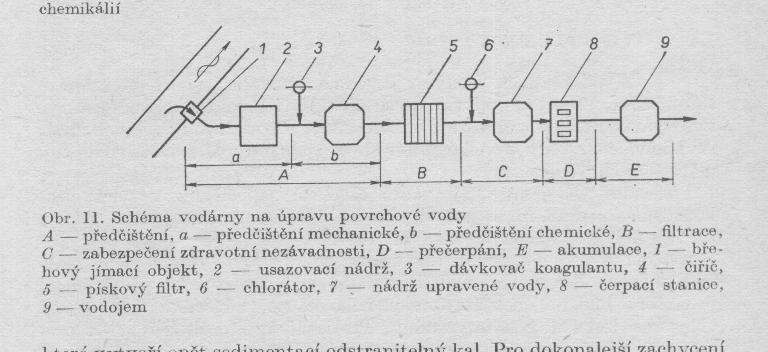 chemikálií
1 2 3 4 5 6 7 8 9
a b
A B C D E
Obr. 11. Schéma vodárny na úpravu povrchové vody
A — předčištění, a — předčištění mechanické, b — předčištění chemické, B — filtrace,
C — zabezpečení zdravotní nezávadnosti, D — přečerpání, E — akumulace, 1 — bře-
hový jímací objekt, 2 — usazovací nádrž, 3 — dávkovač koagulantu, 4 — čiřič,
5 — pískový filtr, 6 — chlorátor, 7 — nádrž upravené vody, 8 — čerpací stanice,
9 — vodojem
která vytvoří opět sedimentací odstranitelný kal. Pro dokonalejší zachycení